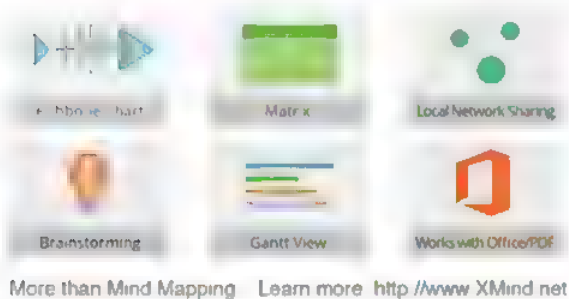 Matrix
Local Network Sharing
Brainstorming
Gantt View
Works with Office/PDF
More than Mind Mapping Learn more http://www.XMind.net